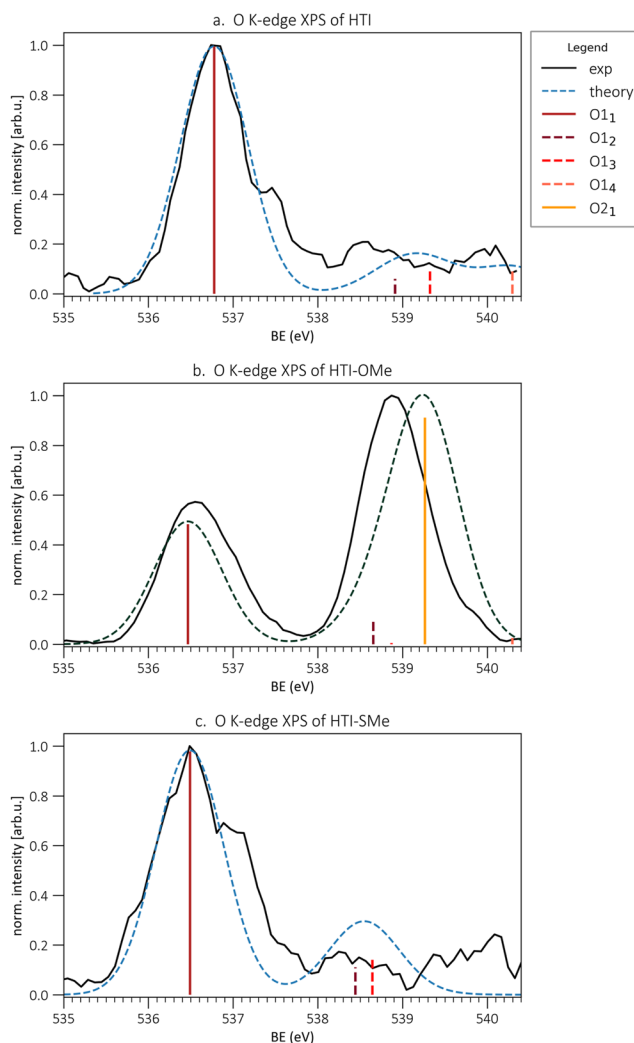 a. O K-edge XPS of HTI
norm. intensity [arb.u.]
1.0
0.8
0.6
0.4
0.2
0.0
535 536 537 538 539 540
BE (eV)
Legend
exp
theory
O1₁
O1₂
O1₃
O1₄
O2₁
b. O K-edge XPS of HTI-OMe
norm. intensity [arb.u.]
1.0
0.8
0.6
0.4
0.2
0.0
535 536 537 538 539 540
BE (eV)
c. O K-edge XPS of HTI-SMe
norm. intensity [arb.u.]
1.0
0.8
0.6
0.4
0.2
0.0
535 536 537 538 539 540
BE (eV)